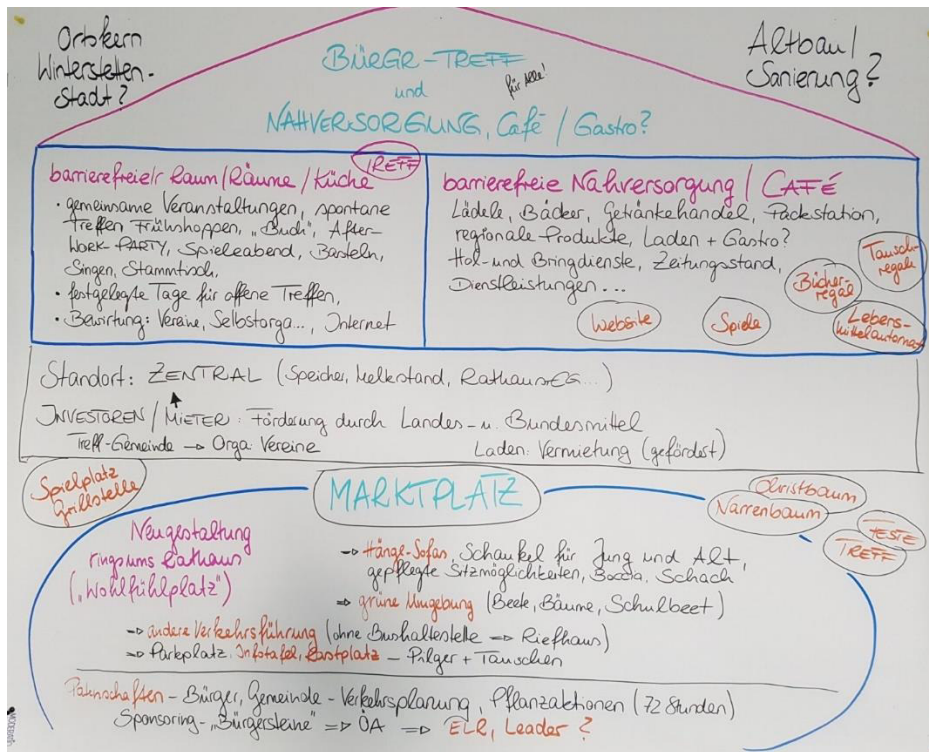 Ortskern
Winterstetten-
Stadt?
Altbau/
Sanierung?
BÜRGR-TREFF
für Alle!
und
NAHVERSORGUNG, Café / Gastro?
barrierefreie/r Raum/Räume/Küche
TREFF
• gemeinsame Veranstaltungen, spontane
Treffen Frühshoppen, „Buch", After-
Work-PARTY, Spieleabend, Basteln,
Singen, Stammtisch,
• festgelegte Tage für offene Treffen,
• Bewirtung: Vereine, Selbstorga..., Internet
barrierefreie Nahversorgung / CAFÉ
Lädele, Bäcker, Getränkehandel, Packstation,
regionale Produkte, Laden + Gastro?
Hol- und Bringdienste, Zeitungsstand,
Dienstleistungen ...
Tausch-
regale
Bücher-
regal
Website
Spiele
Lebens-
mittelautomat
Standort: ZENTRAL (Speicher, Melkstand, Rathaus-EG...)
INVESTOREN / MIETER: Förderung durch Landes- u. Bundesmittel
Treff-Gemeinde → Orga: Vereine
Laden: Vermietung (gefördert)
Spielplatz
Grillstelle
MARKTPLATZ
Christbaum
Narrenbaum
FESTE
TREFF
Neugestaltung
rings ums Rathaus
(„Wohlfühlplatz")
→ Hänge-Sofas, Schaukel für Jung und Alt,
gepflegte Sitzmöglichkeiten, Boccia, Schach
→ grüne Umgebung (Beete, Bäume, Schulbeet)
→ andere Verkehrsführung (ohne Bushaltestelle → Riefhaus)
→ Parkplatz, Infotafel, Rastplatz - Pilger + Tauschen
Patenschaften - Bürger, Gemeinde - Verkehrsplanung, Pflanzaktionen (72 Stunden)
Sponsoring - „Bürgersteine" ⇒ ÖA ⇒ ELR, Leader?